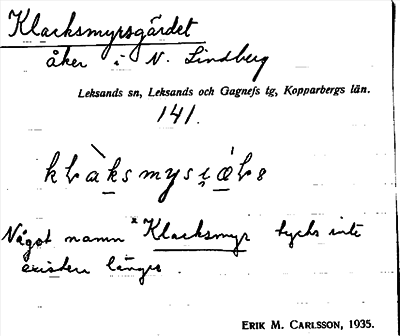 Klacksmyrsgärdet
åker i N. Lindberg
Leksands sn, Leksands och Gagnefs tg, Kopparbergs län.
141.
Något namn *Klacksmyr tycks inte
existera längre.
ERIK M. CARLSSON, 1935.